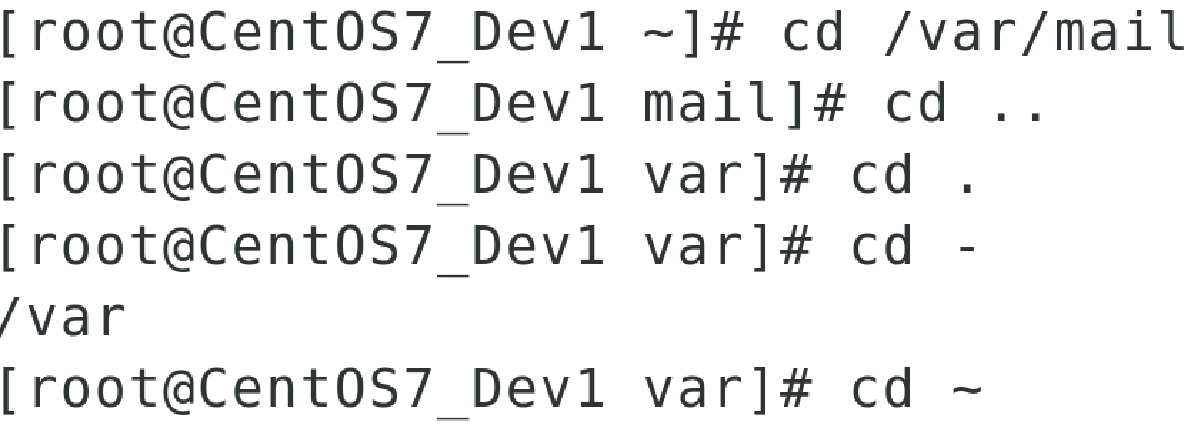 [root@CentOS7_Dev1 ~]# cd /var/mail
[root@CentOS7_Dev1 mail]# cd ..
[root@CentOS7_Dev1 var]# cd .
[root@CentOS7_Dev1 var]# cd -
/var
[root@CentOS7_Dev1 var]# cd ~